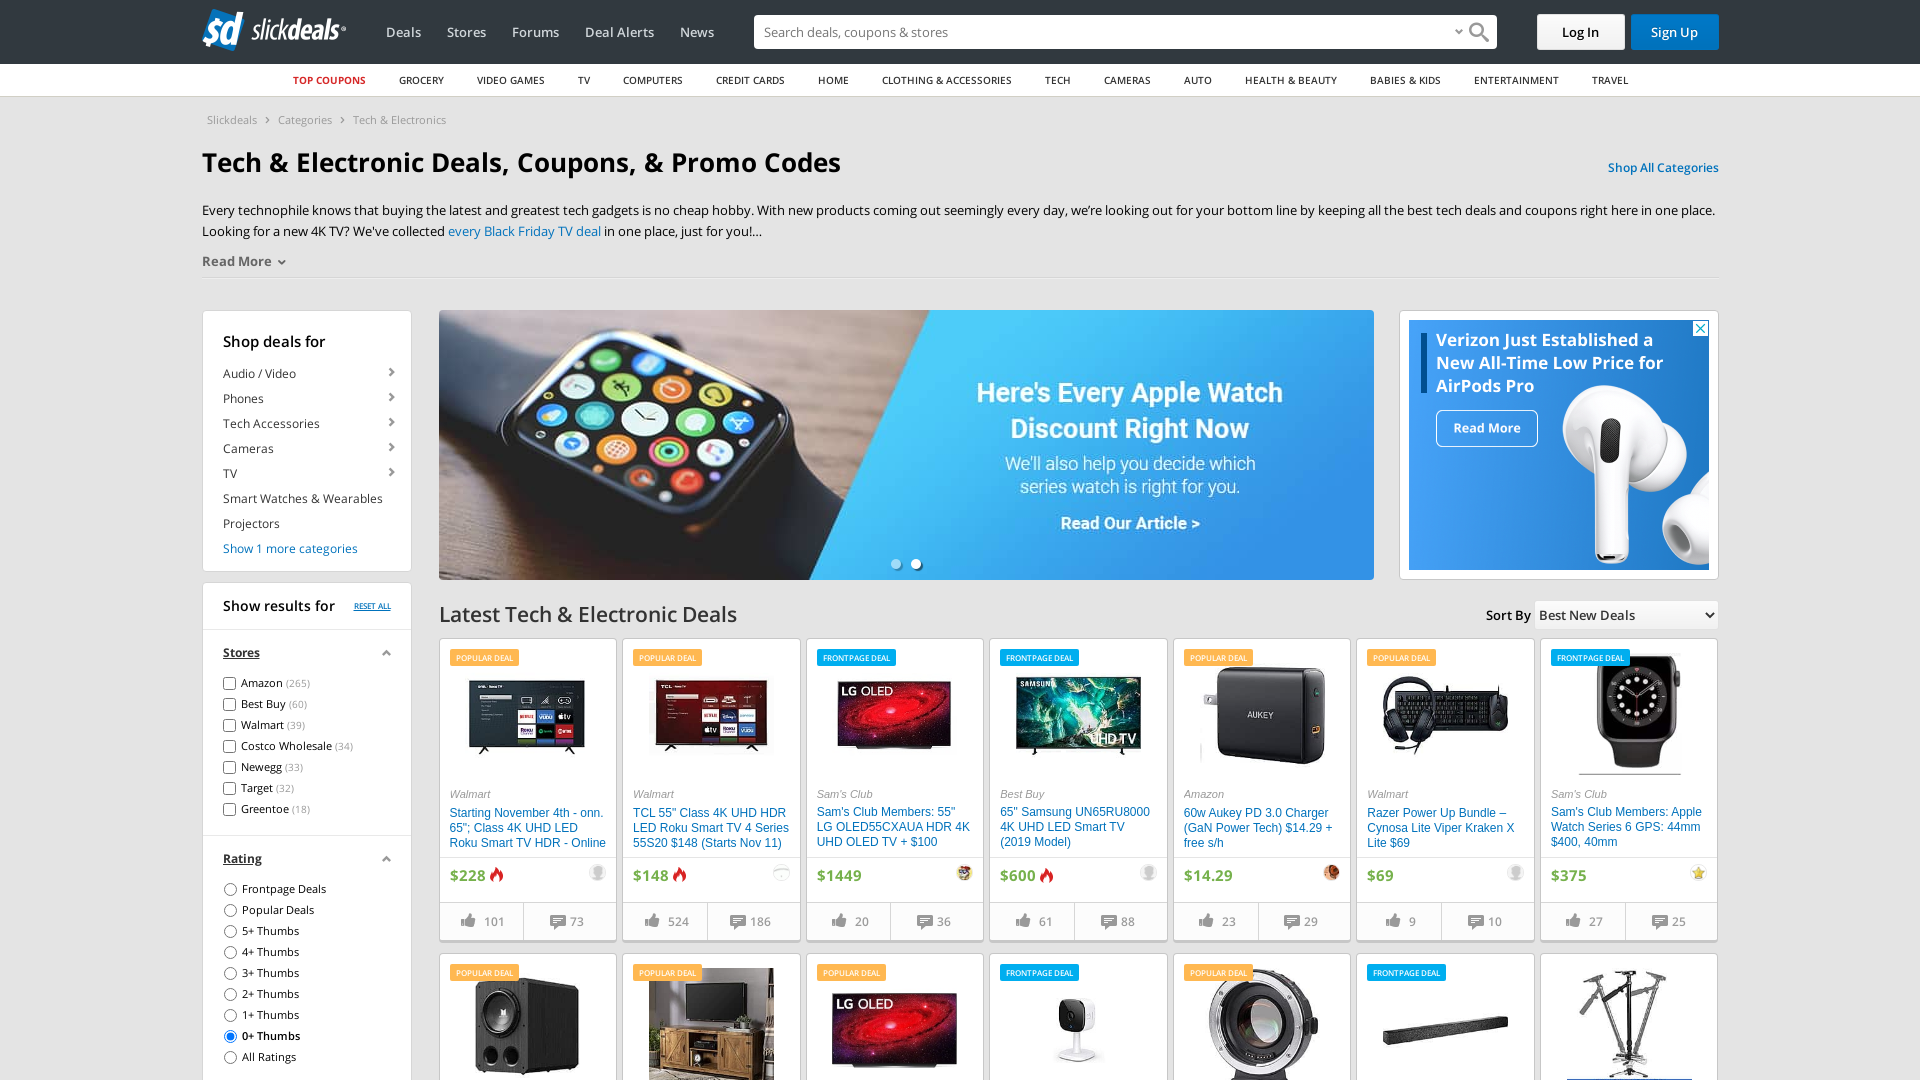 sd slickdeals
Deals
Stores
Forums
Deal Alerts
News
Search deals, coupons & stores
Log In
Sign Up
TOP COUPONS
GROCERY
VIDEO GAMES
TV
COMPUTERS
CREDIT CARDS
HOME
CLOTHING & ACCESSORIES
TECH
CAMERAS
AUTO
HEALTH & BEAUTY
BABIES & KIDS
ENTERTAINMENT
TRAVEL
Slickdeals > Categories > Tech & Electronics
Tech & Electronic Deals, Coupons, & Promo Codes
Shop All Categories
Every technophile knows that buying the latest and greatest tech gadgets is no cheap hobby. With new products coming out seemingly every day, we’re looking out for your bottom line by keeping all the best tech deals and coupons right here in one place.
Looking for a new 4K TV? We've collected every Black Friday TV deal in one place, just for you!...
Read More
Shop deals for
Audio / Video
Phones
Tech Accessories
Cameras
TV
Smart Watches & Wearables
Projectors
Show 1 more categories
Show results for
RESET ALL
Stores
Amazon (265)
Best Buy (60)
Walmart (39)
Costco Wholesale (34)
Newegg (33)
Target (32)
Greentoe (18)
Rating
Frontpage Deals
Popular Deals
5+ Thumbs
4+ Thumbs
3+ Thumbs
2+ Thumbs
1+ Thumbs
0+ Thumbs
All Ratings
Here's Every Apple Watch
Discount Right Now
We'll also help you decide which
series watch is right for you.
Read Our Article >
Verizon Just Established a
New All-Time Low Price for
AirPods Pro
Read More
Latest Tech & Electronic Deals
Sort By
Best New Deals
POPULAR DEAL
Walmart
Starting November 4th - onn.
65"; Class 4K UHD LED
Roku Smart TV HDR - Online
$228
101
73
POPULAR DEAL
TCL
Walmart
TCL 55" Class 4K UHD HDR
LED Roku Smart TV 4 Series
55S20 $148 (Starts Nov 11)
$148
524
186
FRONTPAGE DEAL
LG OLED
Sam's Club
Sam's Club Members: 55"
LG OLED55CXAUA HDR 4K
UHD OLED TV + $100
$1449
20
36
FRONTPAGE DEAL
SAMSUNG
UHD TV
Best Buy
65" Samsung UN65RU8000
4K UHD LED Smart TV
(2019 Model)
$600
61
88
POPULAR DEAL
AUKEY
Amazon
60w Aukey PD 3.0 Charger
(GaN Power Tech) $14.29 +
free s/h
$14.29
23
29
POPULAR DEAL
Walmart
Razer Power Up Bundle –
Cynosa Lite Viper Kraken X
Lite $69
$69
9
10
FRONTPAGE DEAL
Sam's Club
Sam's Club Members: Apple
Watch Series 6 GPS: 44mm
$400, 40mm
$375
27
25
POPULAR DEAL
POPULAR DEAL
POPULAR DEAL
LG OLED
FRONTPAGE DEAL
POPULAR DEAL
FRONTPAGE DEAL